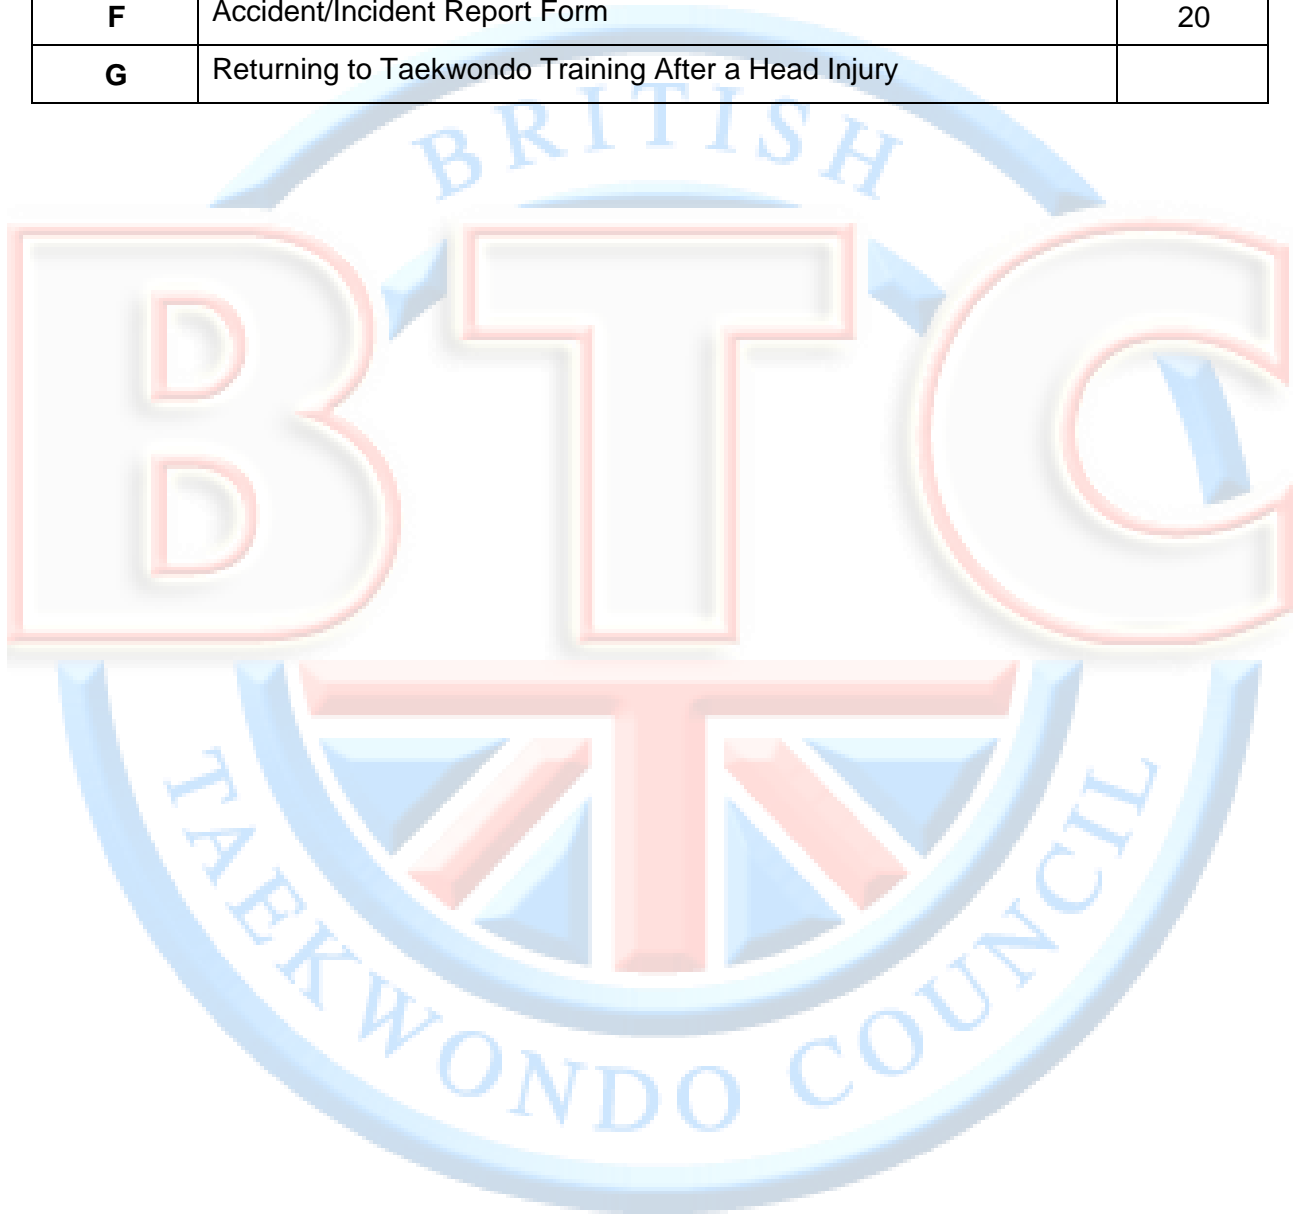 F Accident/Incident Report Form 20
G Returning to Taekwondo Training After a Head Injury
BRITISH
BTC
TAEKWONDO COUNCIL